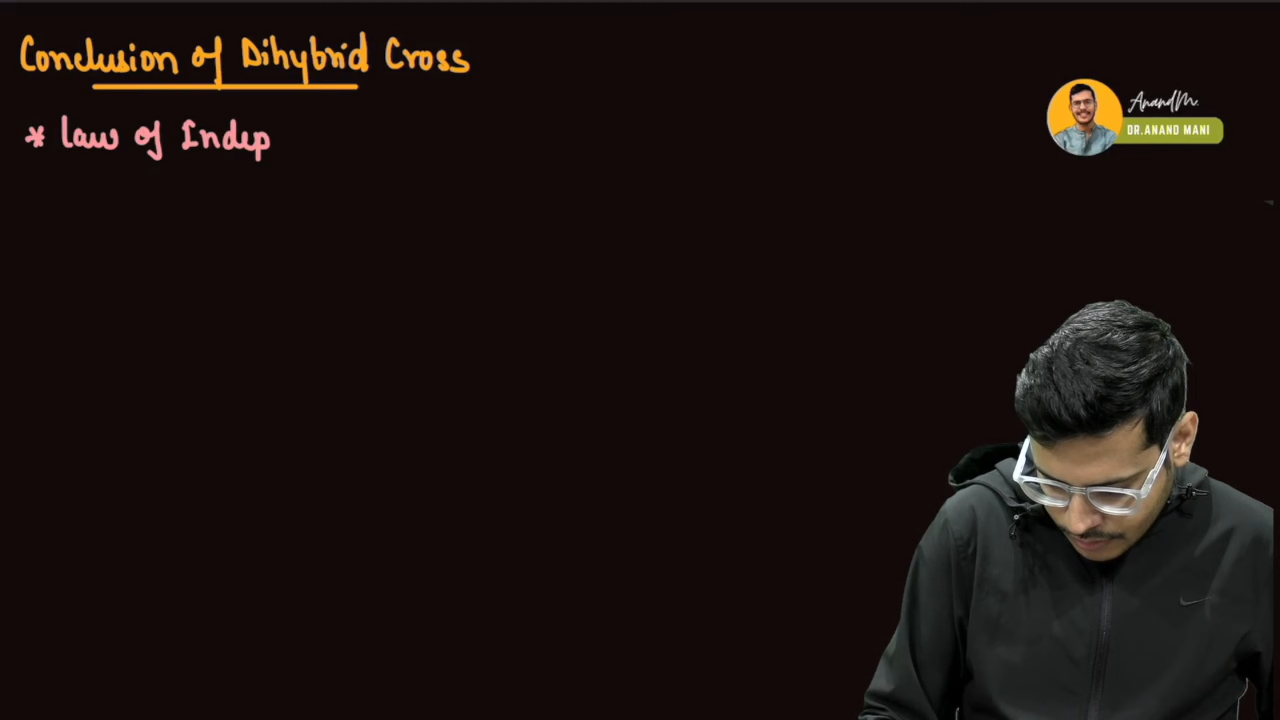 Conclusion of Dihybrid Cross
* law of Indep
AnandM.
DR.ANAND MANI